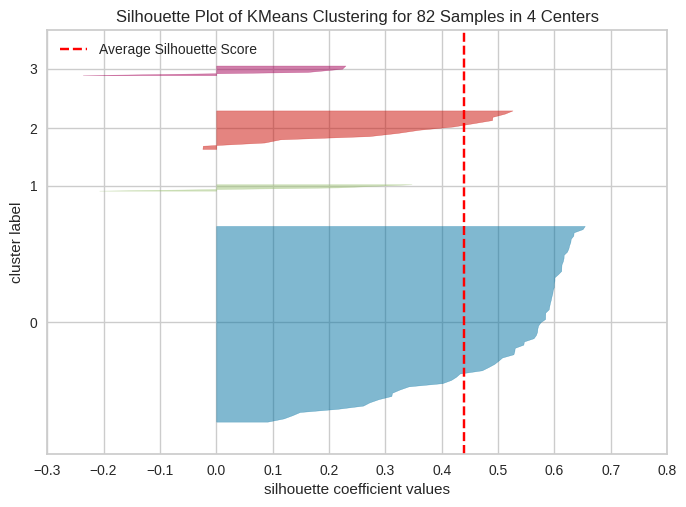 Silhouette Plot of KMeans Clustering for 82 Samples in 4 Centers
Average Silhouette Score
3
2
1
0
cluster label
−0.3 −0.2 −0.1 0.0 0.1 0.2 0.3 0.4 0.5 0.6 0.7 0.8
silhouette coefficient values